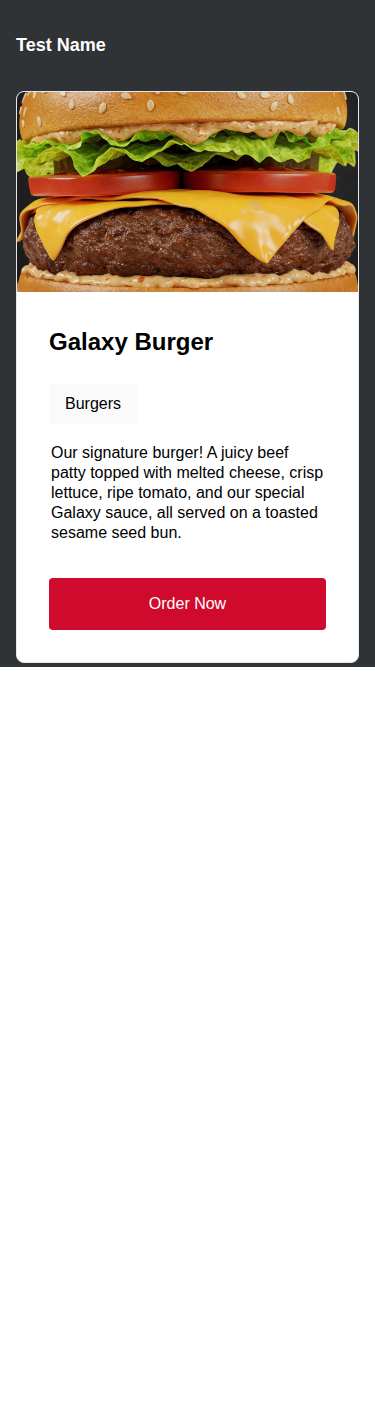 Test Name
Galaxy Burger
Burgers
Our signature burger! A juicy beef
patty topped with melted cheese, crisp
lettuce, ripe tomato, and our special
Galaxy sauce, all served on a toasted
sesame seed bun.
Order Now